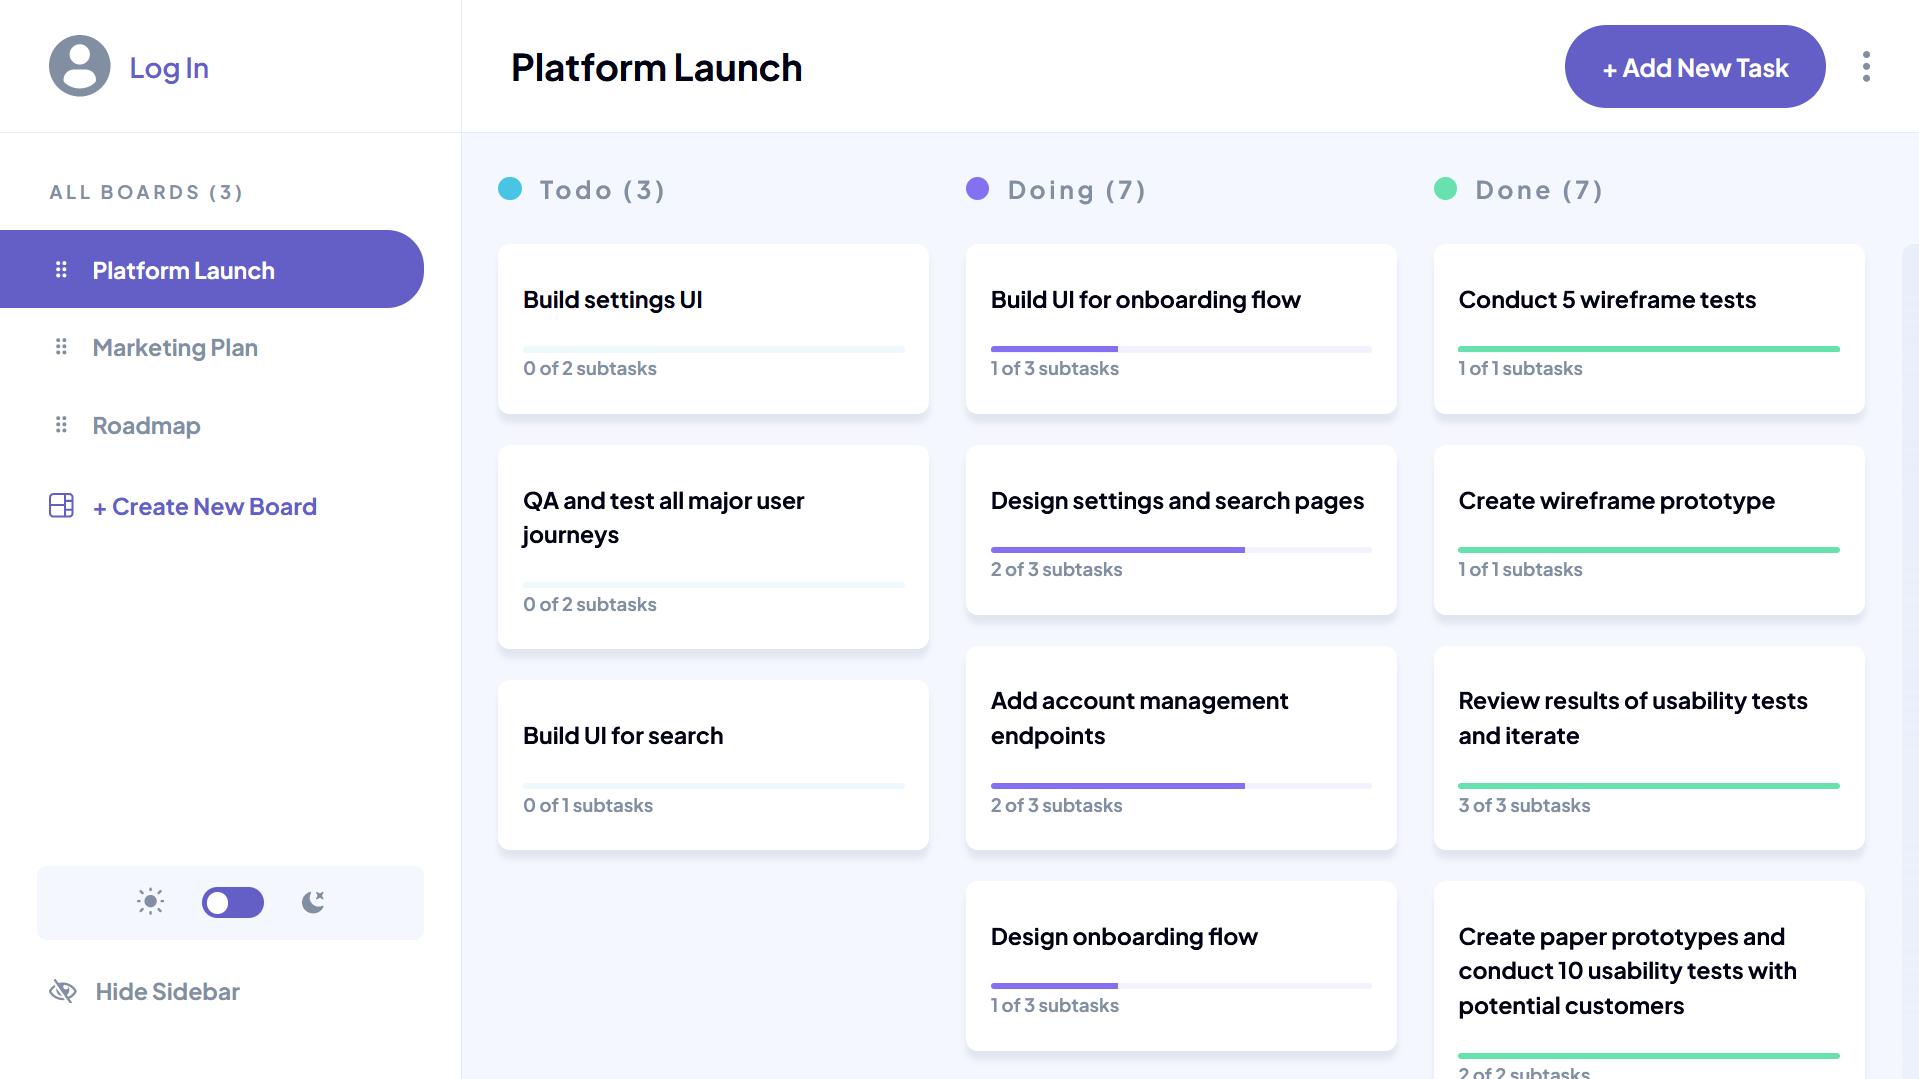 Log In
Platform Launch
+ Add New Task
ALL BOARDS (3)
Platform Launch
Marketing Plan
Roadmap
+ Create New Board
Hide Sidebar
Todo (3)
Build settings UI
0 of 2 subtasks
QA and test all major user
journeys
0 of 2 subtasks
Build UI for search
0 of 1 subtasks
Doing (7)
Build UI for onboarding flow
1 of 3 subtasks
Design settings and search pages
2 of 3 subtasks
Add account management
endpoints
2 of 3 subtasks
Design onboarding flow
1 of 3 subtasks
Done (7)
Conduct 5 wireframe tests
1 of 1 subtasks
Create wireframe prototype
1 of 1 subtasks
Review results of usability tests
and iterate
3 of 3 subtasks
Create paper prototypes and
conduct 10 usability tests with
potential customers
2 of 2 subtasks